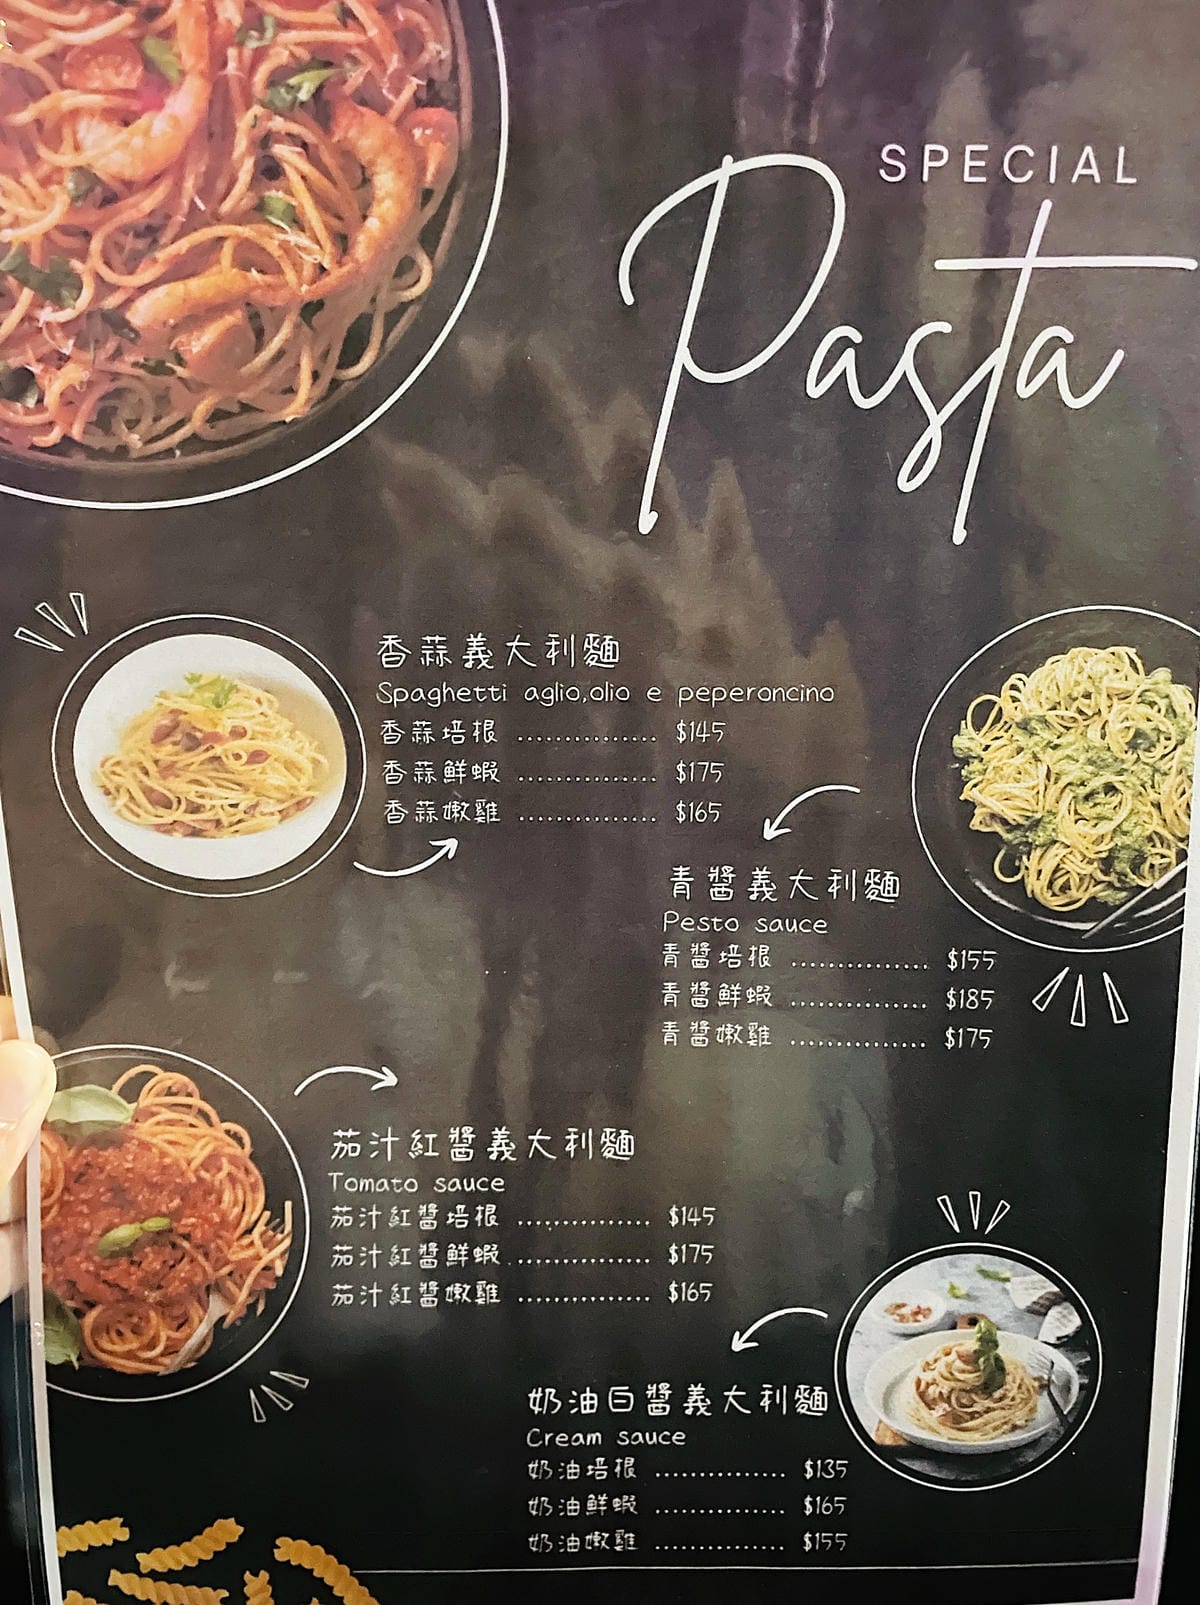 SPECIAL
Pasta
香蒜義大利麵
Spaghetti aglio,olio e peperoncino
香蒜培根 ............... $145
香蒜鮮蝦 ............... $175
香蒜嫩雞 ............... $165
青醬義大利麵
Pesto sauce
青醬培根 ............... $155
青醬鮮蝦 ............... $185
青醬嫩雞 ............... $175
茄汁紅醬義大利麵
Tomato sauce
茄汁紅醬培根 ............... $145
茄汁紅醬鮮蝦 ............... $175
茄汁紅醬嫩雞 ............... $165
奶油白醬義大利麵
Cream sauce
奶油培根 ............... $135
奶油鮮蝦 ............... $165
奶油嫩雞 ............... $155